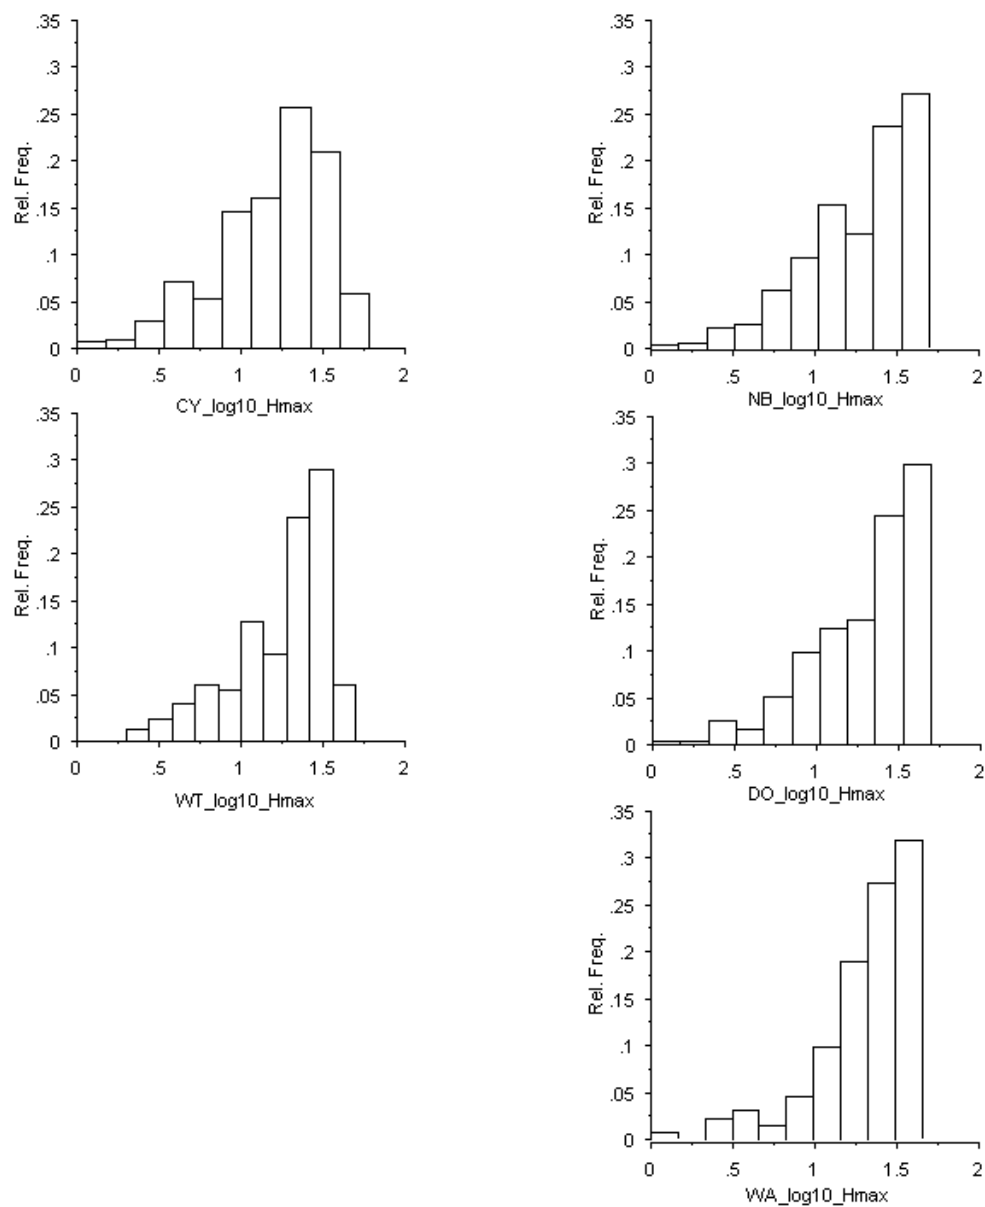 .35
.3
.25
.2
.15
.1
.05
0
Rel. Freq.
0 .5 1 1.5 2
CY_log10_Hmax
.35
.3
.25
.2
.15
.1
.05
0
Rel. Freq.
0 .5 1 1.5 2
NB_log10_Hmax
.35
.3
.25
.2
.15
.1
.05
0
Rel. Freq.
0 .5 1 1.5 2
WT_log10_Hmax
.35
.3
.25
.2
.15
.1
.05
0
Rel. Freq.
0 .5 1 1.5 2
DO_log10_Hmax
.35
.3
.25
.2
.15
.1
.05
0
Rel. Freq.
0 .5 1 1.5 2
WA_log10_Hmax